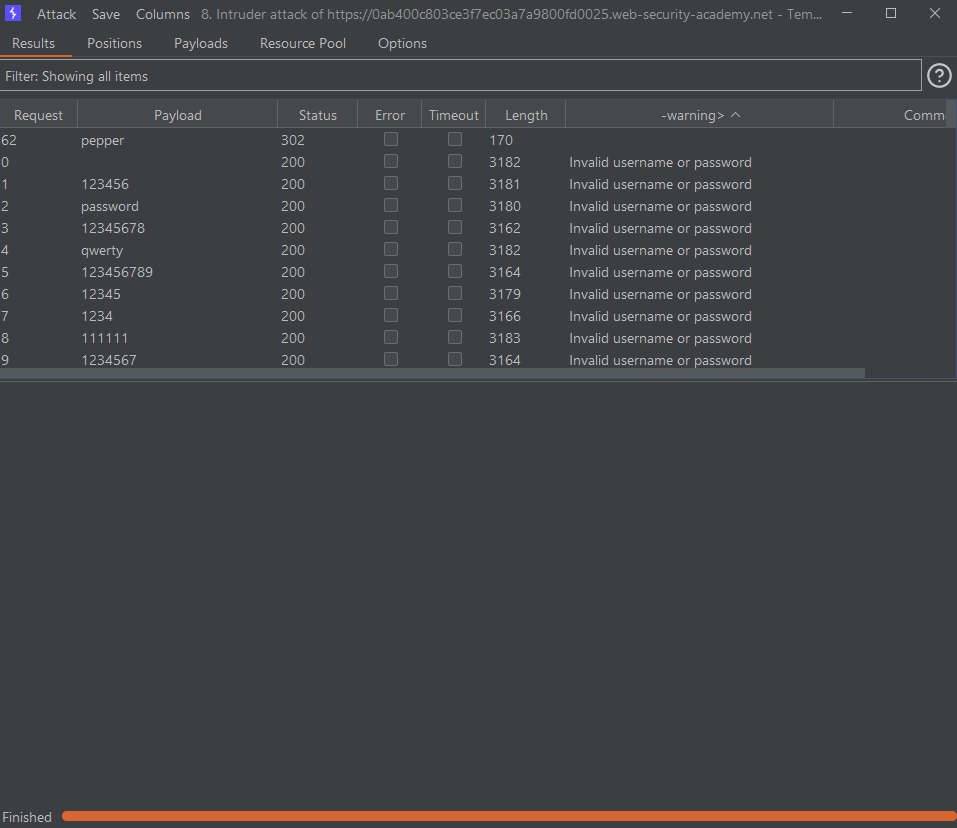 Attack Save Columns 8. Intruder attack of https://0ab400c803ce3f7ec03a7a9800fd0025.web-security-academy.net - Tem...
Results Positions Payloads Resource Pool Options
Filter: Showing all items
Request Payload Status Error Timeout Length -warning> Comm
62 pepper 302 170
0 200 3182 Invalid username or password
1 123456 200 3181 Invalid username or password
2 password 200 3180 Invalid username or password
3 12345678 200 3162 Invalid username or password
4 qwerty 200 3182 Invalid username or password
5 123456789 200 3164 Invalid username or password
6 12345 200 3179 Invalid username or password
7 1234 200 3166 Invalid username or password
8 111111 200 3183 Invalid username or password
9 1234567 200 3164 Invalid username or password
Finished